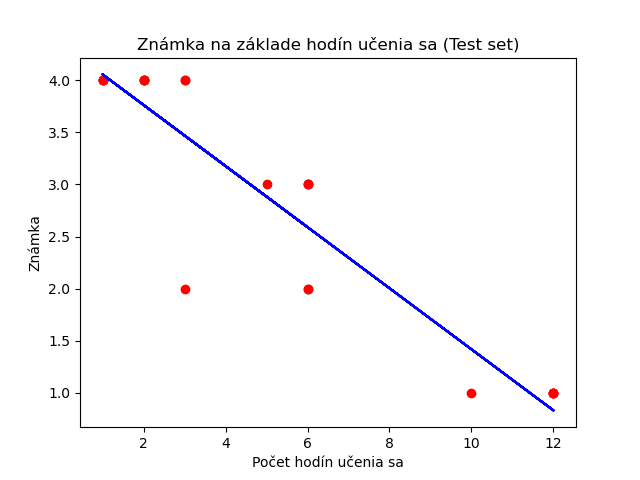 Známka na základe hodín učenia sa (Test set)
4.0
3.5
3.0
2.5
2.0
1.5
1.0
Známka
2 4 6 8 10 12
Počet hodín učenia sa